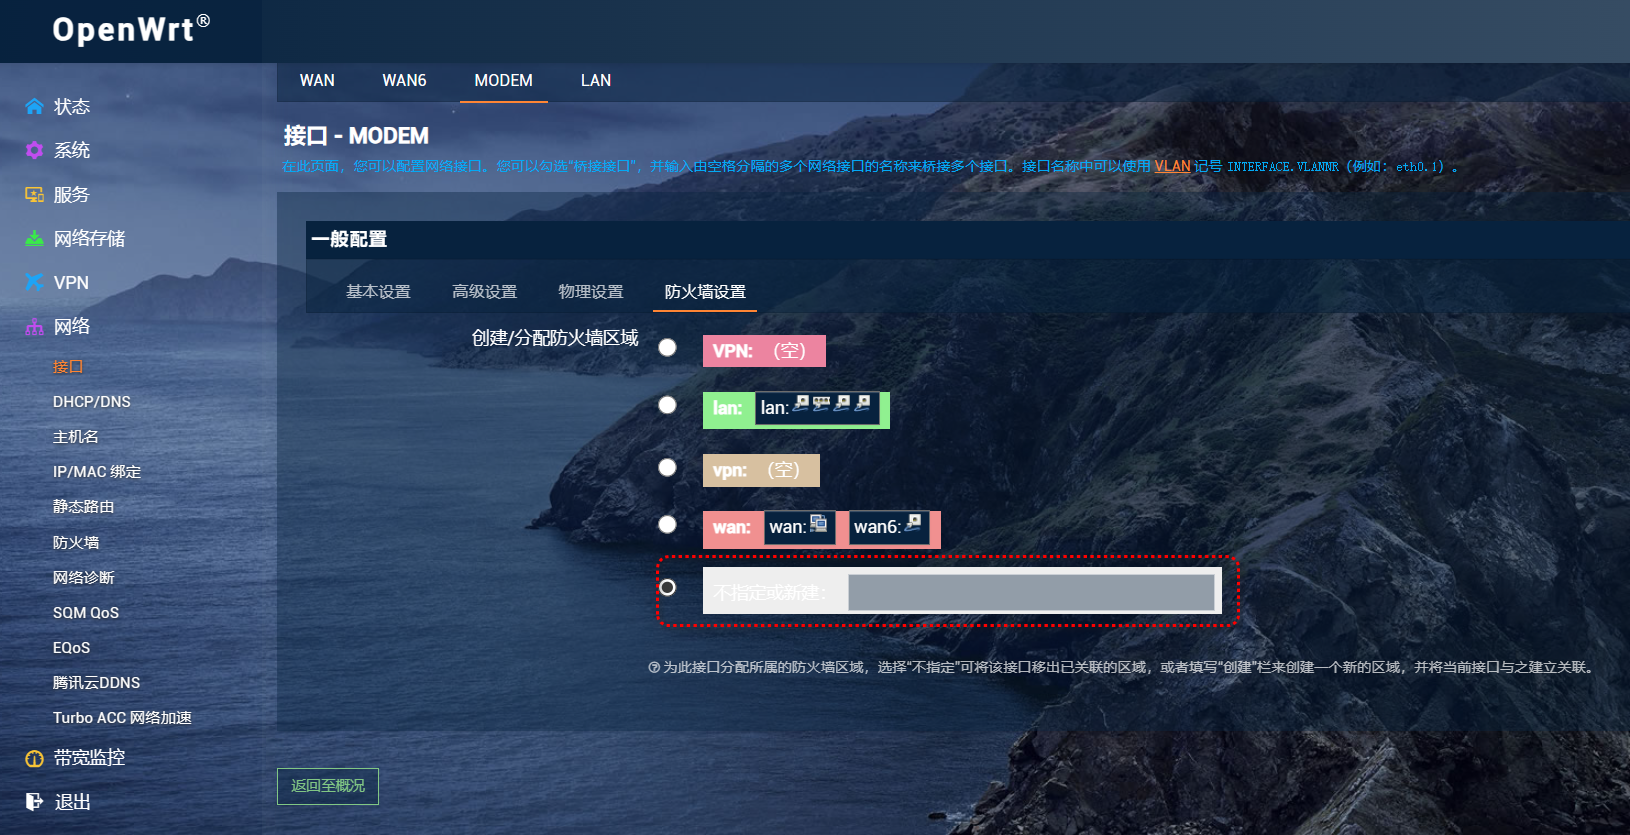 OpenWrt®
WAN WAN6 MODEM LAN
状态
系统
服务
网络存储
VPN
网络
接口
DHCP/DNS
主机名
IP/MAC 绑定
静态路由
防火墙
网络诊断
SQM QoS
EQoS
腾讯云DDNS
Turbo ACC 网络加速
带宽监控
退出
接口 - MODEM
在此页面，您可以配置网络接口。您可以勾选“桥接接口”，并输入由空格分隔的多个网络接口的名称来桥接多个接口。接口名称中可以使用 VLAN 记号 INTERFACE.VLANNR（例如：eth0.1）。
一般配置
基本设置 高级设置 物理设置 防火墙设置
创建/分配防火墙区域
VPN: （空）
lan: lan:
vpn: （空）
wan: wan: wan6:
不指定或新建：
为此接口分配所属的防火墙区域，选择“不指定”可将该接口移出已关联的区域，或者填写“创建”栏来创建一个新的区域，并将当前接口与之建立关联。
返回至概况